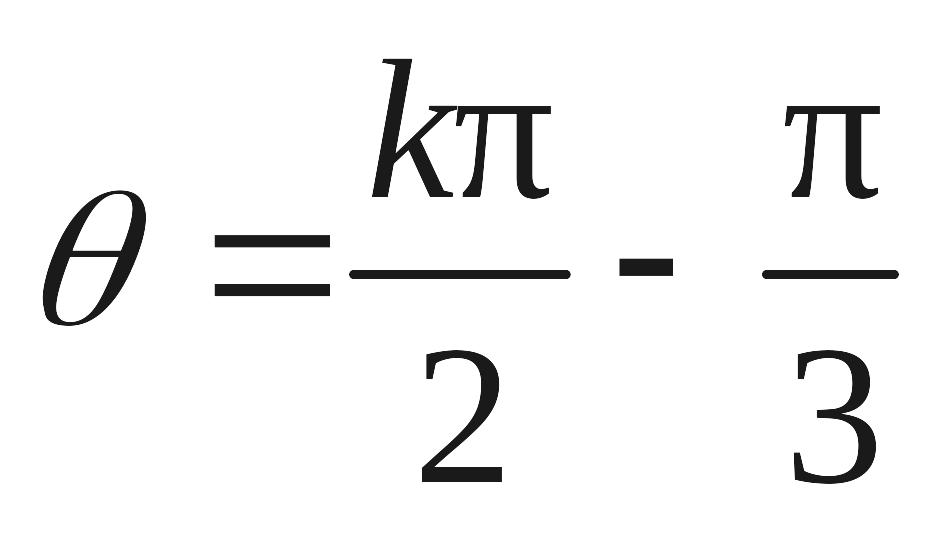 θ = kπ/2 - π/3